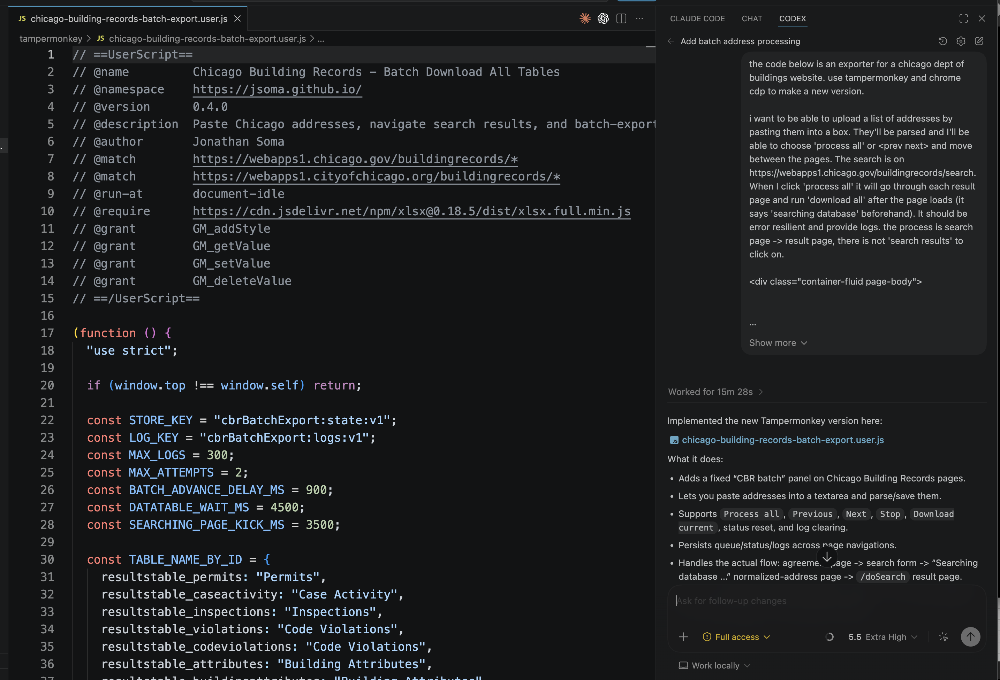 JS chicago-building-records-batch-export.user.js
tampermonkey > JS chicago-building-records-batch-export.user.js > ...
1 // ==UserScript==
2 // @name Chicago Building Records - Batch Download All Tables
3 // @namespace https://jsoma.github.io/
4 // @version 0.4.0
5 // @description Paste Chicago addresses, navigate search results, and batch-export
6 // @author Jonathan Soma
7 // @match https://webapps1.chicago.gov/buildingrecords/*
8 // @match https://webapps1.cityofchicago.org/buildingrecords/*
9 // @run-at document-idle
10 // @require https://cdn.jsdelivr.net/npm/xlsx@0.18.5/dist/xlsx.full.min.js
11 // @grant GM_addStyle
12 // @grant GM_getValue
13 // @grant GM_setValue
14 // @grant GM_deleteValue
15 // ==/UserScript==
16
17 (function () {
18 "use strict";
19
20 if (window.top !== window.self) return;
21
22 const STORE_KEY = "cbrBatchExport:state:v1";
23 const LOG_KEY = "cbrBatchExport:logs:v1";
24 const MAX_LOGS = 300;
25 const MAX_ATTEMPTS = 2;
26 const BATCH_ADVANCE_DELAY_MS = 900;
27 const DATATABLE_WAIT_MS = 4500;
28 const SEARCHING_PAGE_KICK_MS = 3500;
29
30 const TABLE_NAME_BY_ID = {
31 resultstable_permits: "Permits",
32 resultstable_caseactivity: "Case Activity",
33 resultstable_inspections: "Inspections",
34 resultstable_violations: "Code Violations",
35 resultstable_codeviolations: "Code Violations",
36 resultstable_attributes: "Building Attributes",
37 resultstable_buildingattributes: "Building Attributes"
CLAUDE CODE CHAT CODEX
Add batch address processing
the code below is an exporter for a chicago dept of
buildings website. use tampermonkey and chrome
cdp to make a new version.
i want to be able to upload a list of addresses by
pasting them into a box. They'll be parsed and I'll be
able to choose 'process all' or <prev next> and move
between the pages. The search is on
https://webapps1.chicago.gov/buildingrecords/search.
When I click 'process all' it will go through each result
page and run 'download all' after the page loads (it
says 'searching database' beforehand). It should be
error resilient and provide logs. the process is search
page -> result page, there is not 'search results' to
click on.
<div class="container-fluid page-body">
...
Show more
Worked for 15m 28s >
Implemented the new Tampermonkey version here:
JS chicago-building-records-batch-export.user.js
What it does:
• Adds a fixed “CBR batch” panel on Chicago Building Records pages.
• Lets you paste addresses into a textarea and parse/save them.
• Supports Process all, Previous, Next, Stop, Download
current, status reset, and log clearing.
• Persists queue/status/logs across page navigations.
• Handles the actual flow: agreeme page -> search form -> “Searching
database ...” normalized-address page -> /doSearch result page.
Ask for follow-up changes
Full access 5.5 Extra High
Work locally